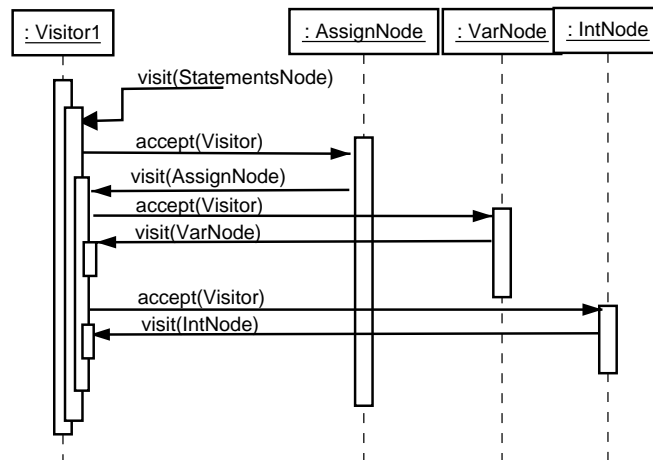 : Visitor1
: AssignNode
: VarNode
: IntNode
visit(StatementsNode)
accept(Visitor)
visit(AssignNode)
accept(Visitor)
visit(VarNode)
accept(Visitor)
visit(IntNode)